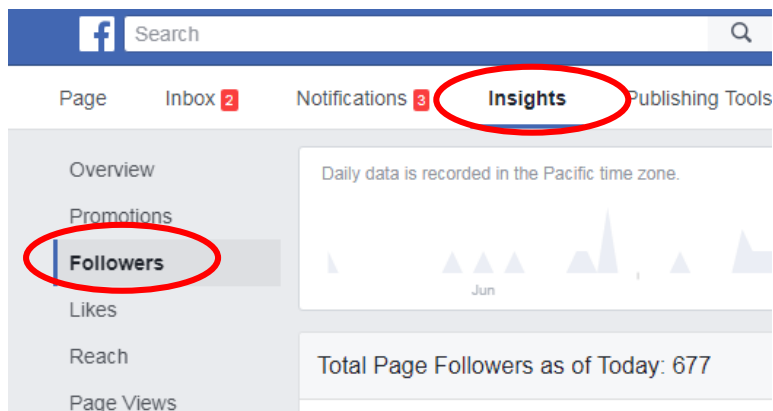 f Search
Page Inbox 2 Notifications 3 Insights Publishing Tools
Overview
Promotions
Followers
Likes
Reach
Page Views
Daily data is recorded in the Pacific time zone.
Jun
Total Page Followers as of Today: 677